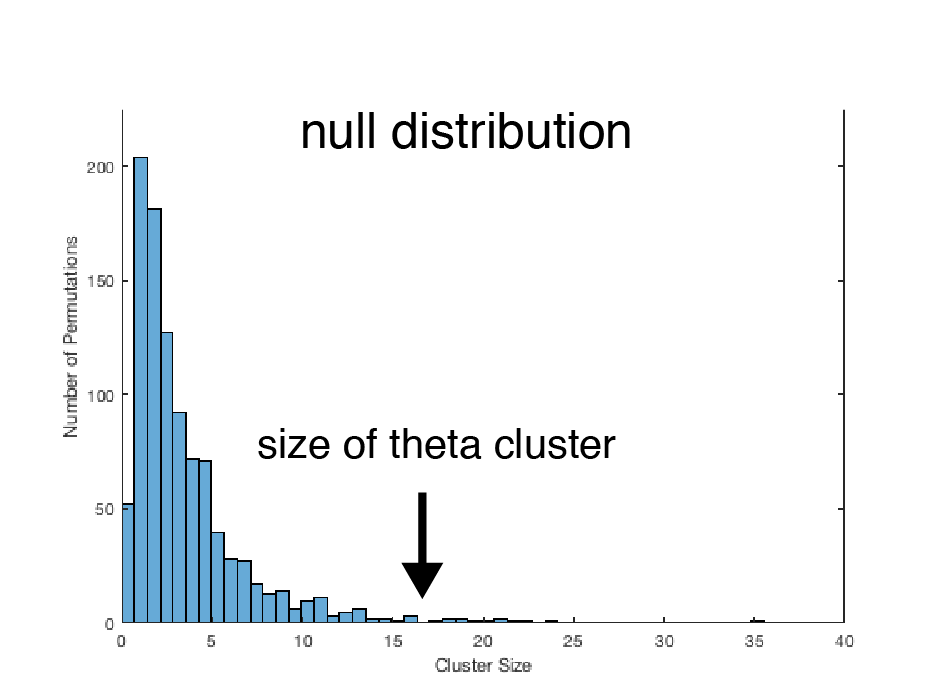 null distribution
200
150
100
50
0
Number of Permutations
size of theta cluster
0 5 10 15 20 25 30 35 40
Cluster Size